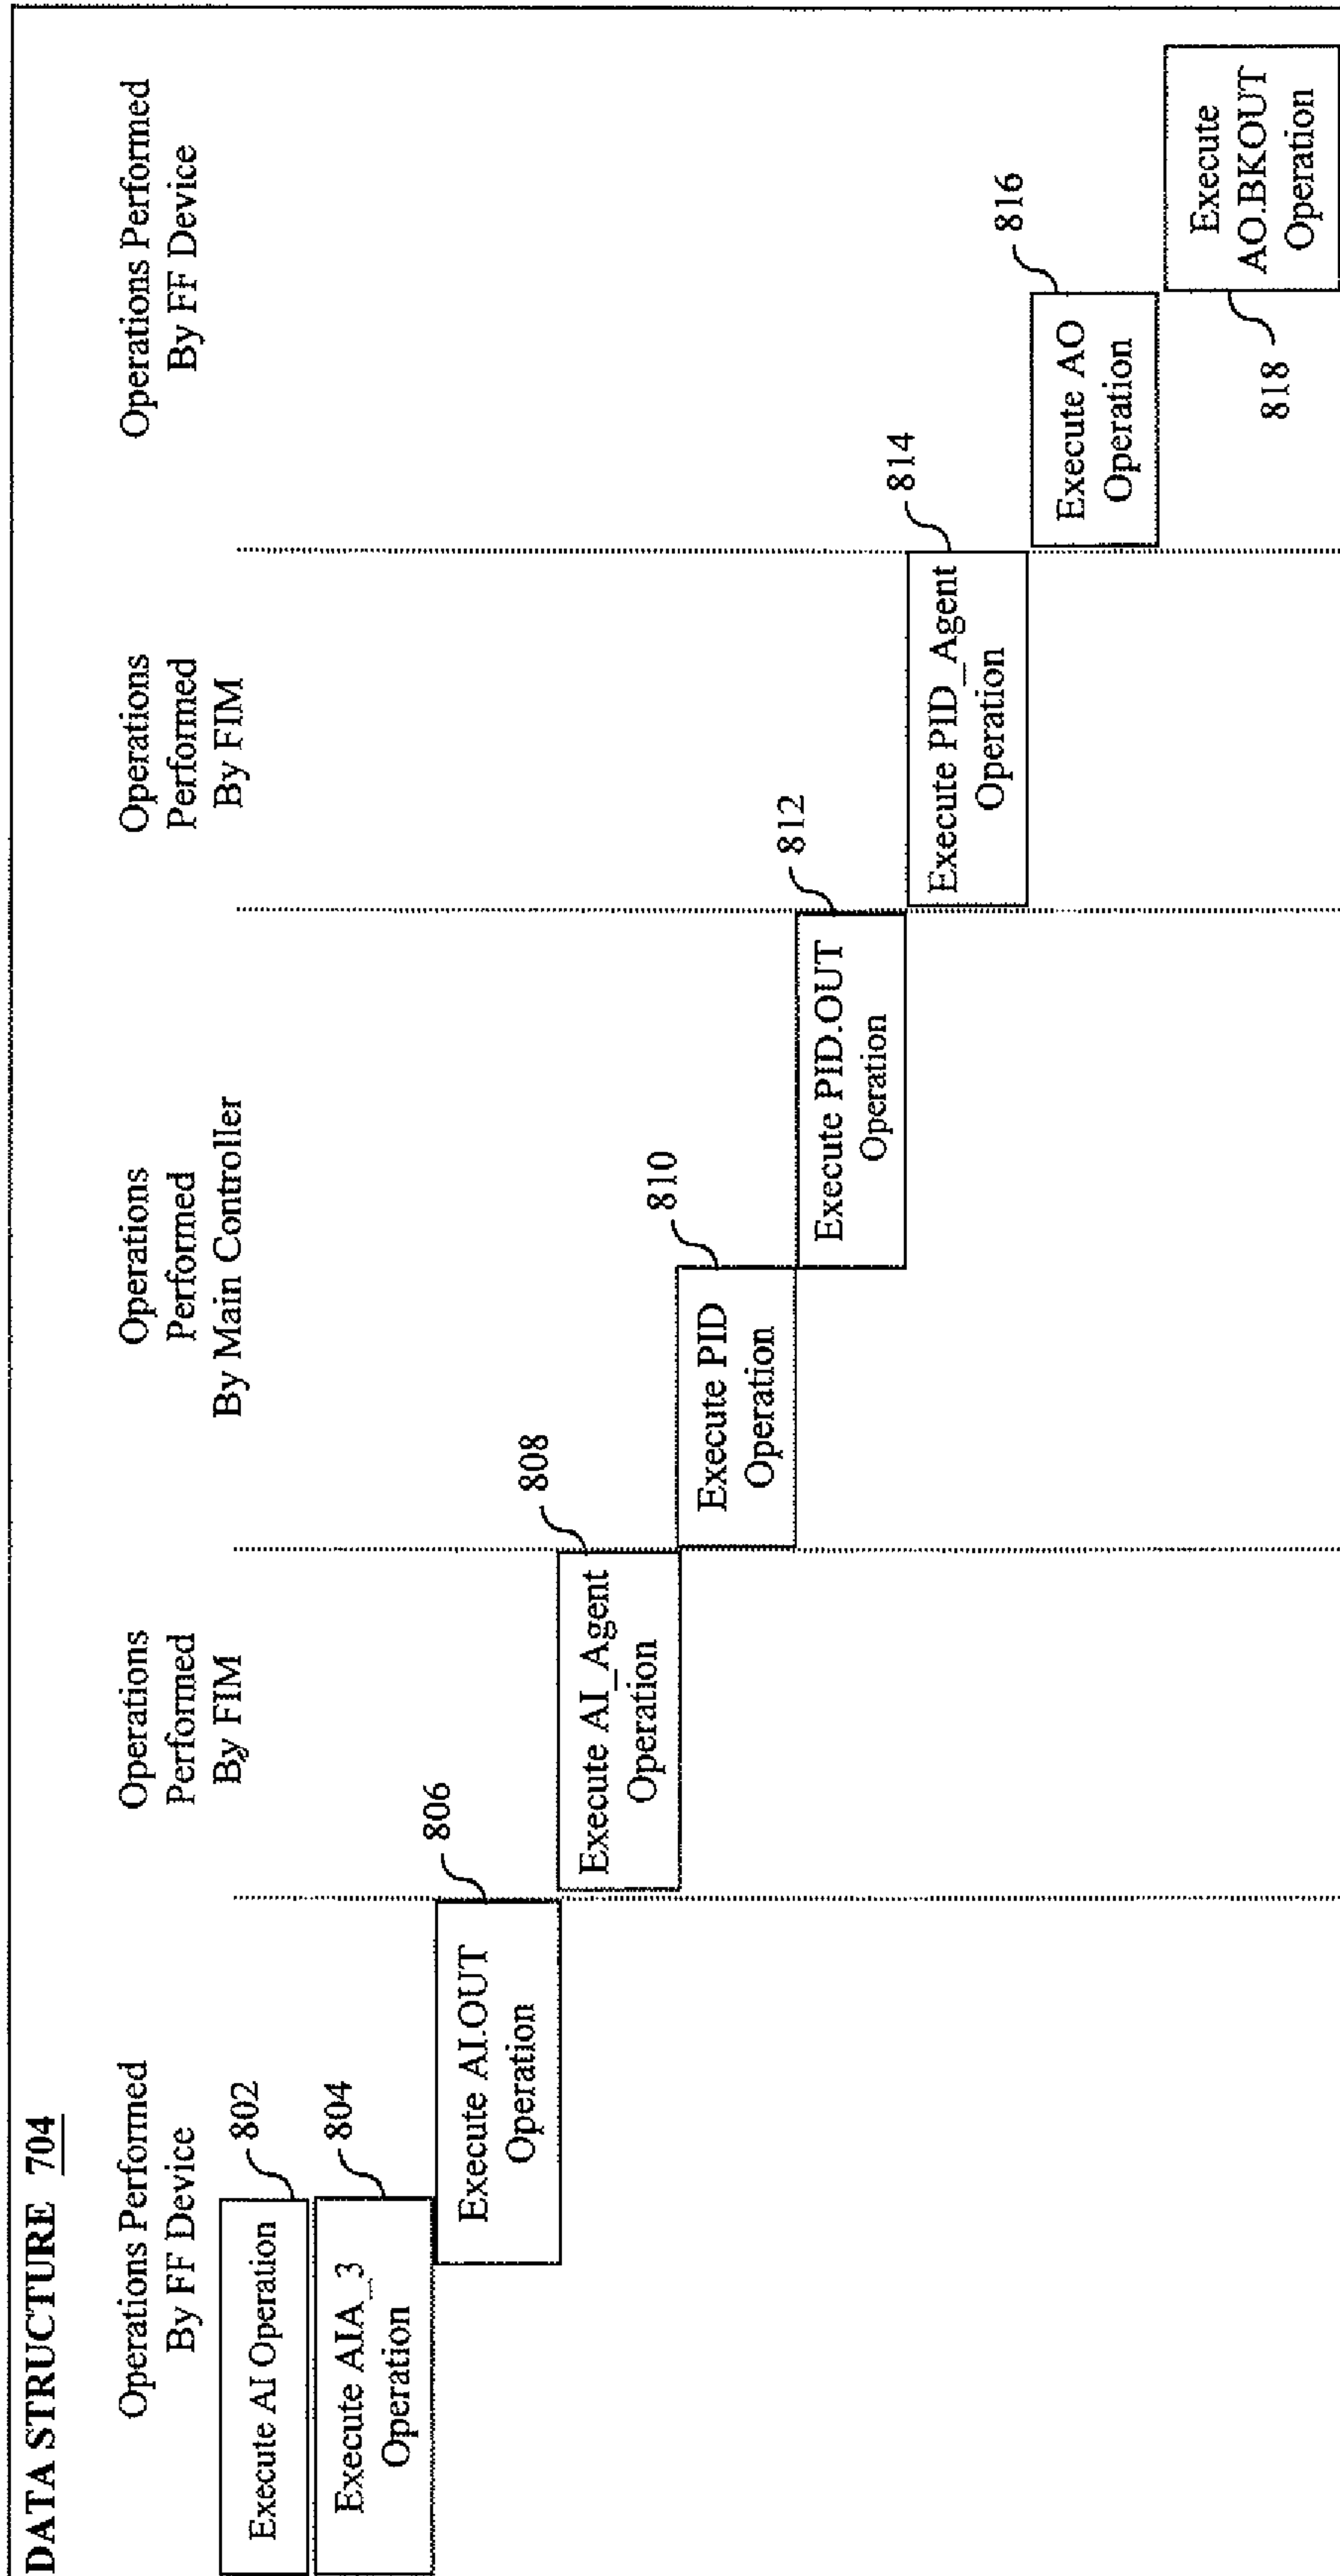 DATA STRUCTURE 704
Operations Performed
By FF Device
Operations
Performed
By FIM
Operations
Performed
By Main Controller
Operations
Performed
By FIM
Operations Performed
By FF Device
802
Execute AI Operation
804
Execute AIA_3
Operation
806
Execute AI.OUT
Operation
808
Execute AI_Agent
Operation
810
Execute PID
Operation
812
Execute PID.OUT
Operation
814
Execute PID_Agent
Operation
816
Execute AO
Operation
818
Execute
AO.BKOUT
Operation